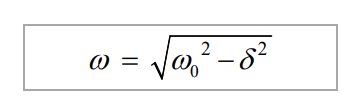 ω = √(ω₀² − δ²)